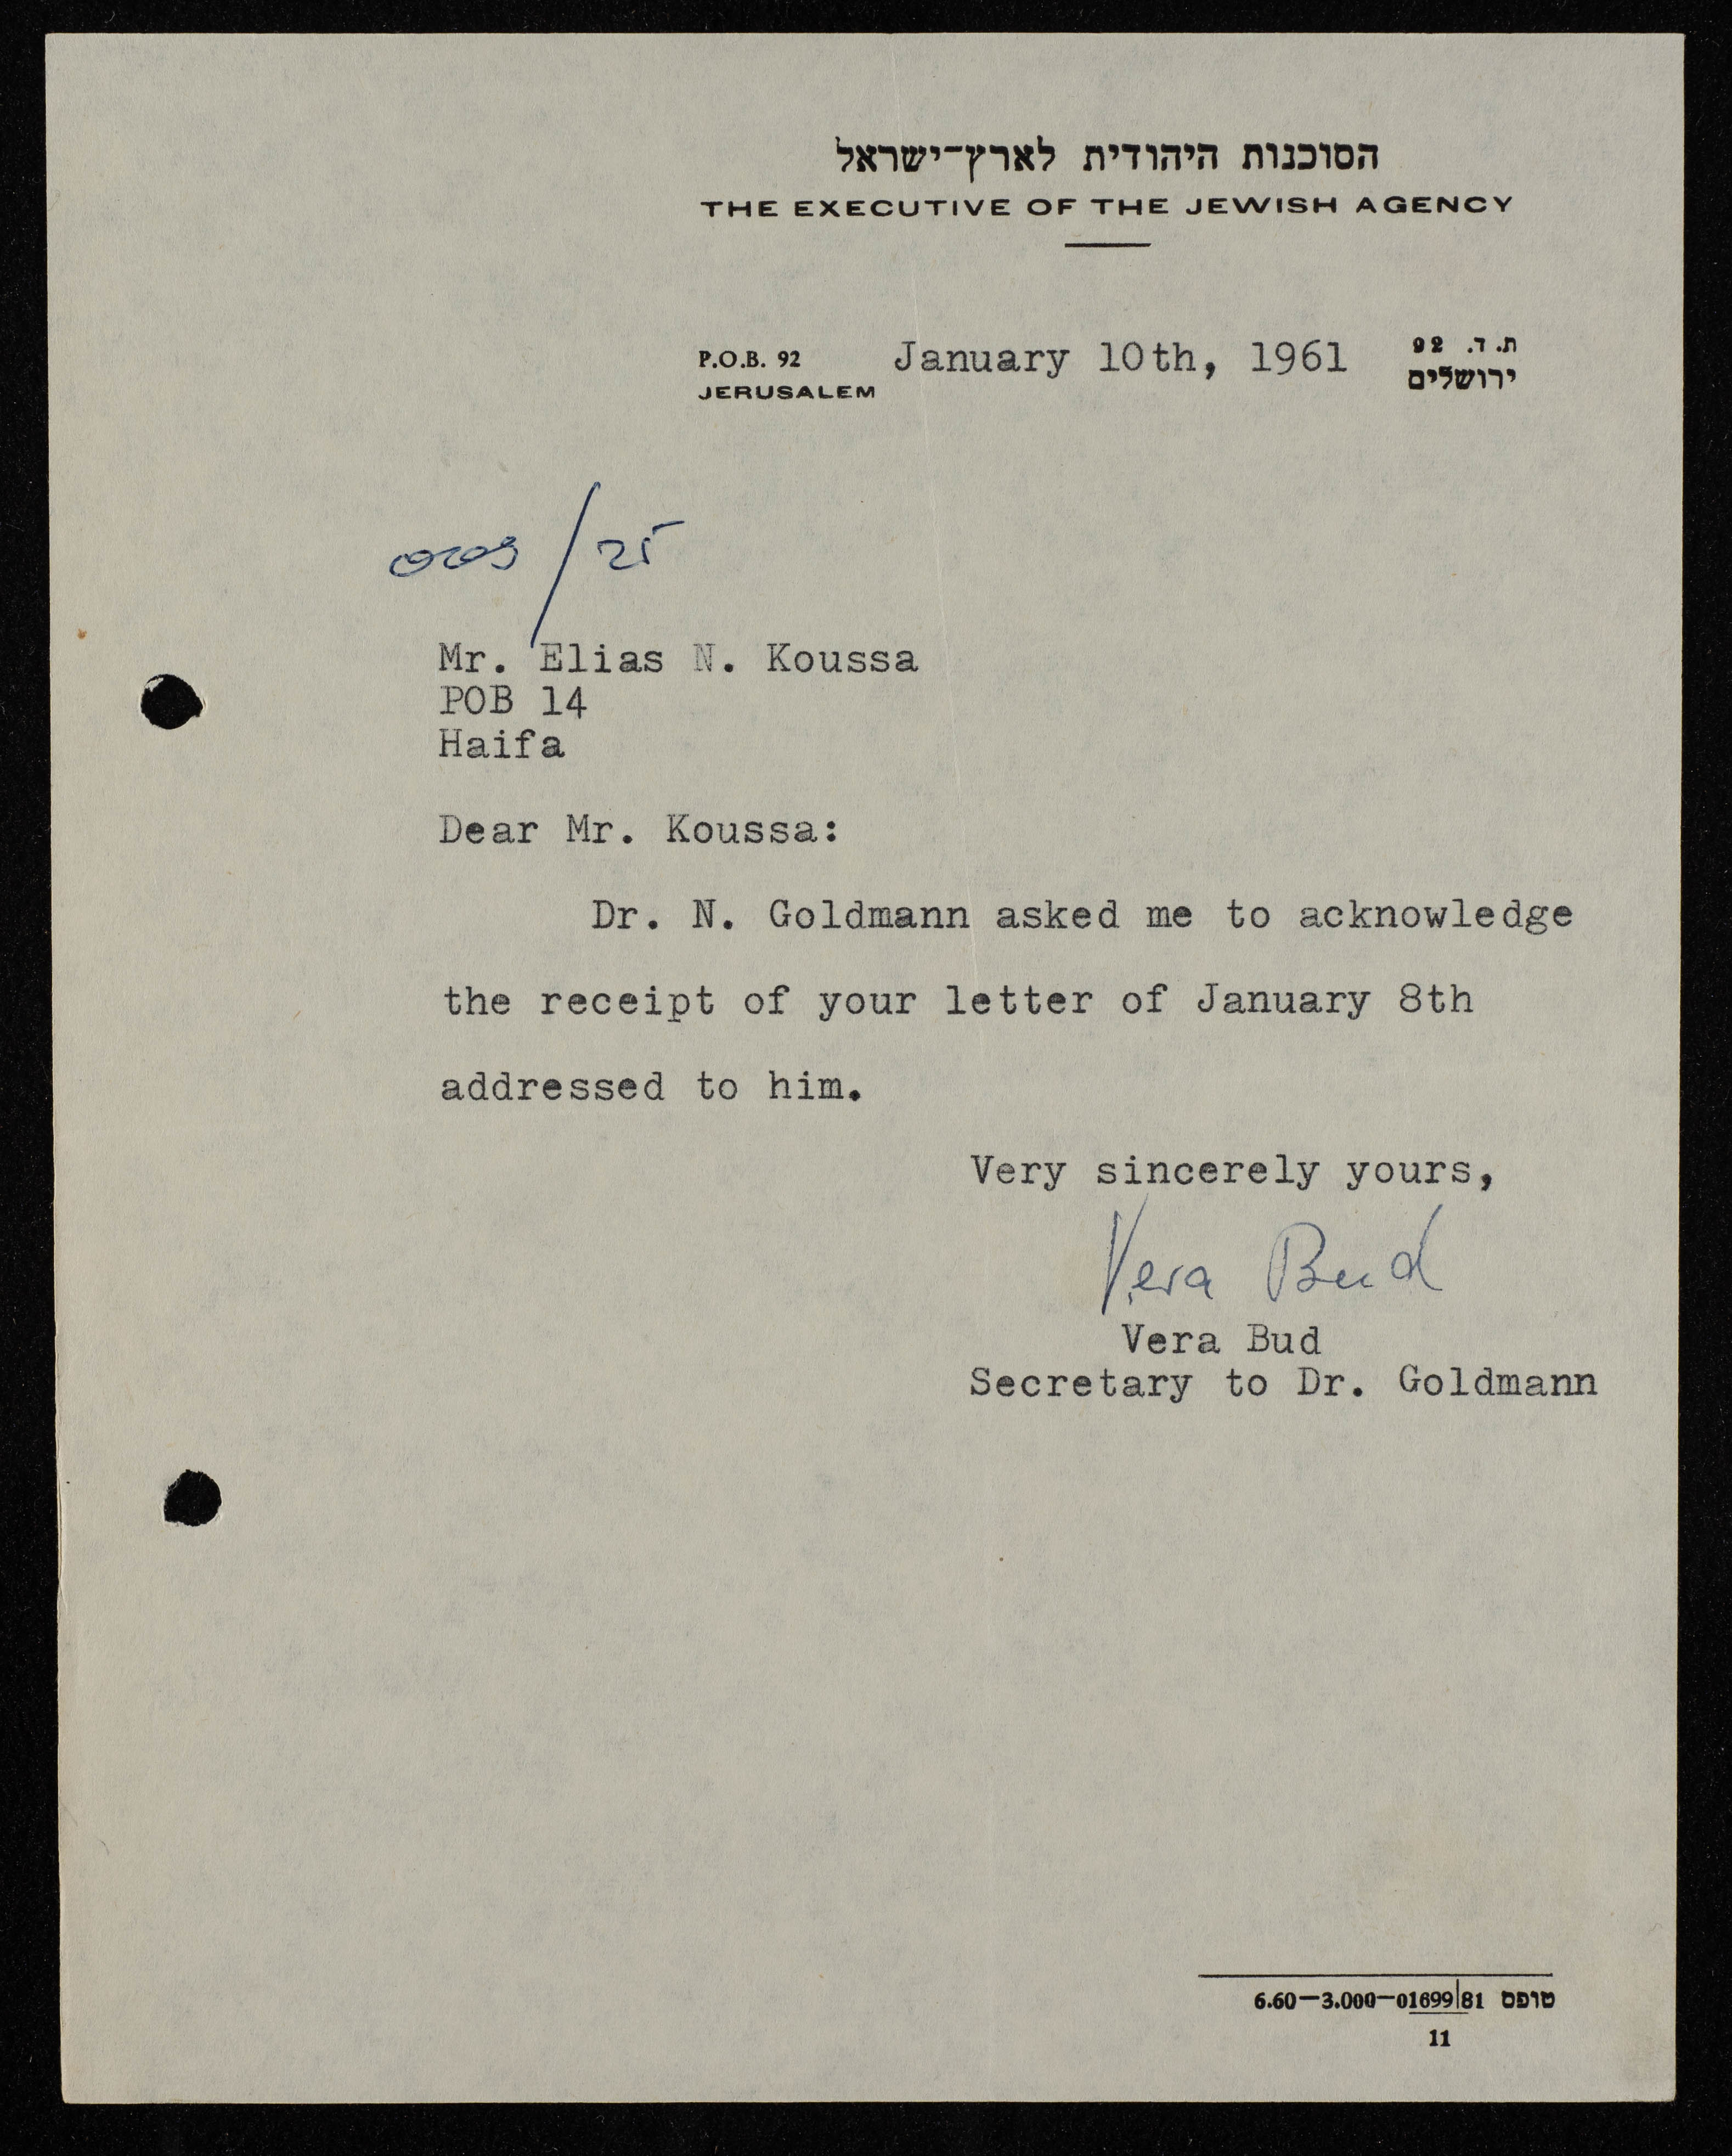 הסוכנות היהודית לארץ־ישראל
THE EXECUTIVE OF THE JEWISH AGENCY
P.O.B. 92 January 10th, 1961 ת. ד. 92
JERUSALEM ירושלים
Mr. Elias N. Koussa
POB 14
Haifa
Dear Mr. Koussa:
Dr. N. Goldmann asked me to acknowledge
the receipt of your letter of January 8th
addressed to him.
Very sincerely yours,
Vera Bud
Vera Bud
Secretary to Dr. Goldmann
טופס 81|01699—3.000—6.60
11